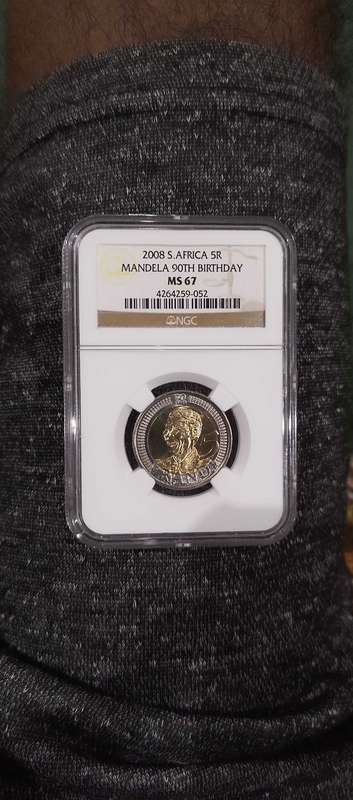 2008 S.AFRICA 5R
MANDELA 90TH BIRTHDAY
MS 67
4264259-052
NGC